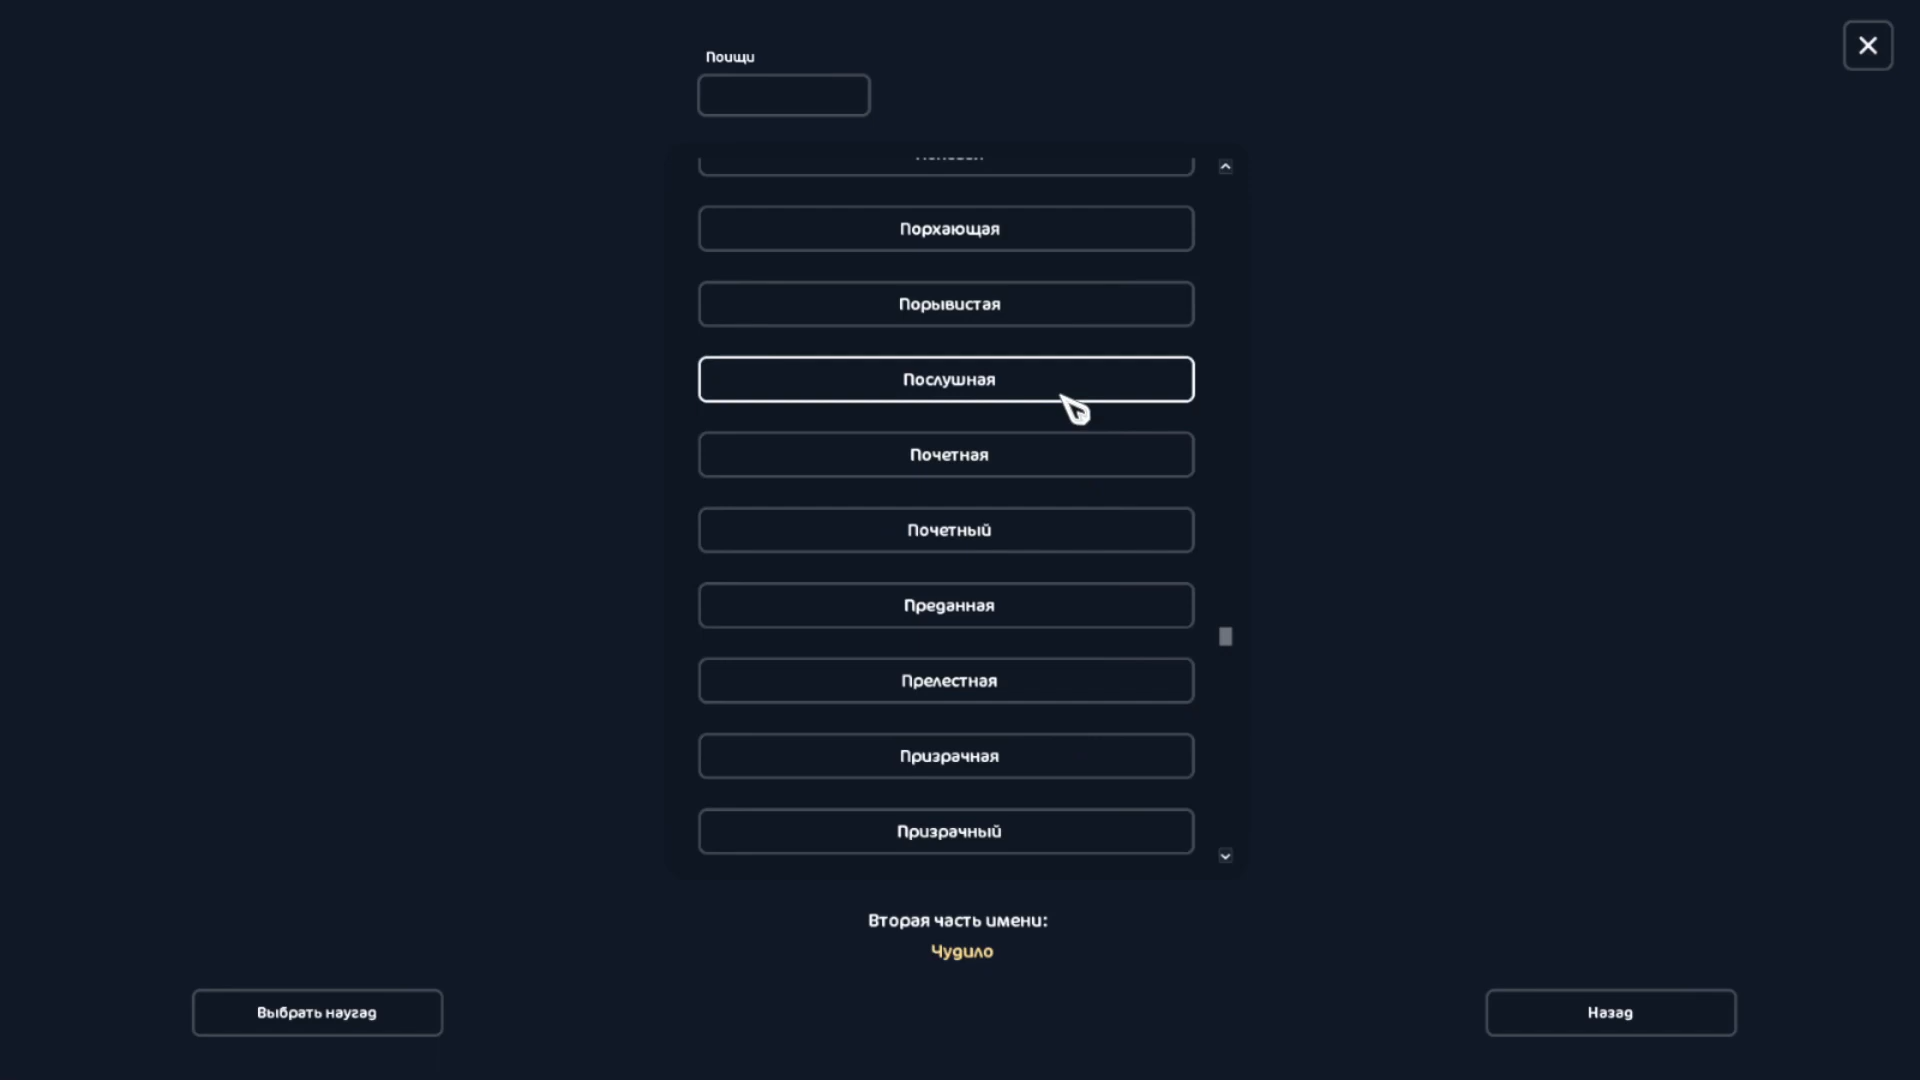 Поищи
Порхающая
Порывистая
Послушная
Почетная
Почетный
Преданная
Прелестная
Призрачная
Призрачный
Вторая часть имени:
Чудило
Выбрать наугад
Назад